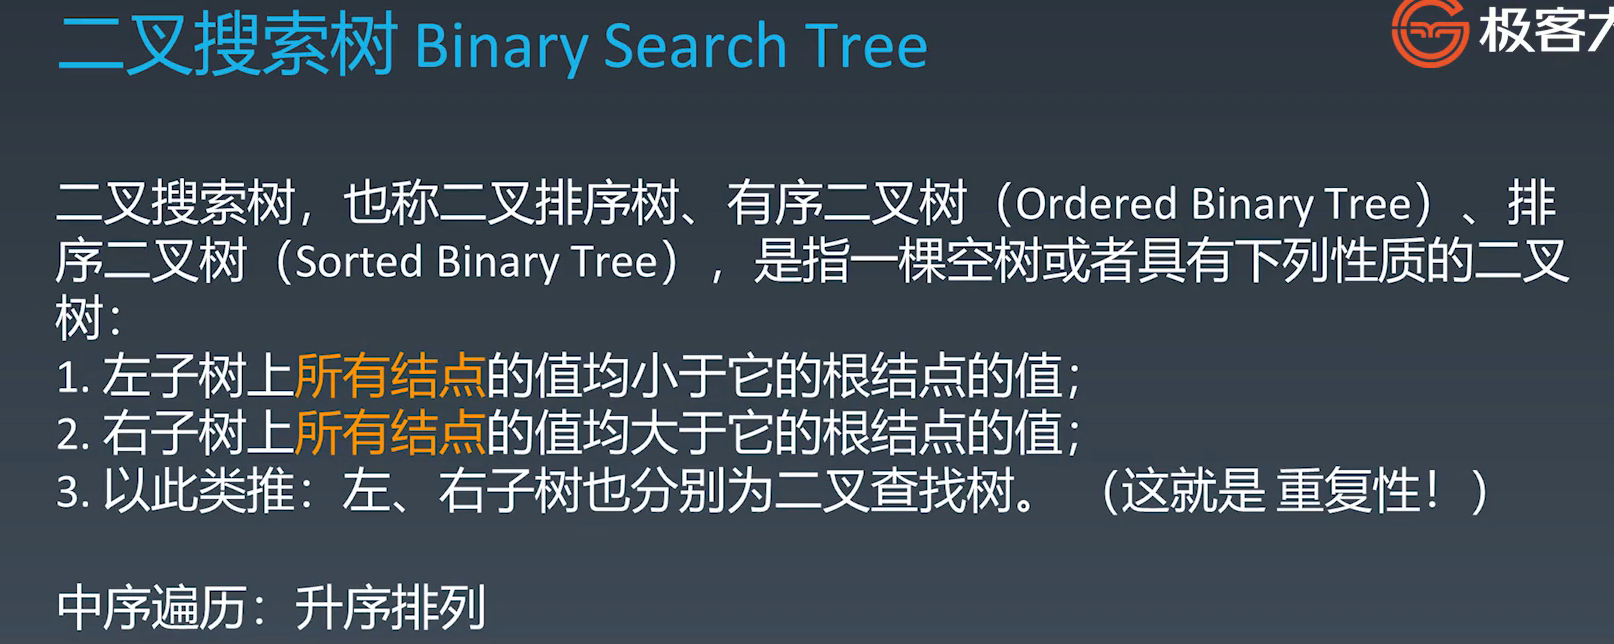 二叉搜索树 Binary Search Tree
极客
二叉搜索树，也称二叉排序树、有序二叉树（Ordered Binary Tree）、排
序二叉树（Sorted Binary Tree），是指一棵空树或者具有下列性质的二叉
树：
1. 左子树上所有结点的值均小于它的根结点的值；
2. 右子树上所有结点的值均大于它的根结点的值；
3. 以此类推：左、右子树也分别为二叉查找树。 （这就是 重复性！）
中序遍历：升序排列